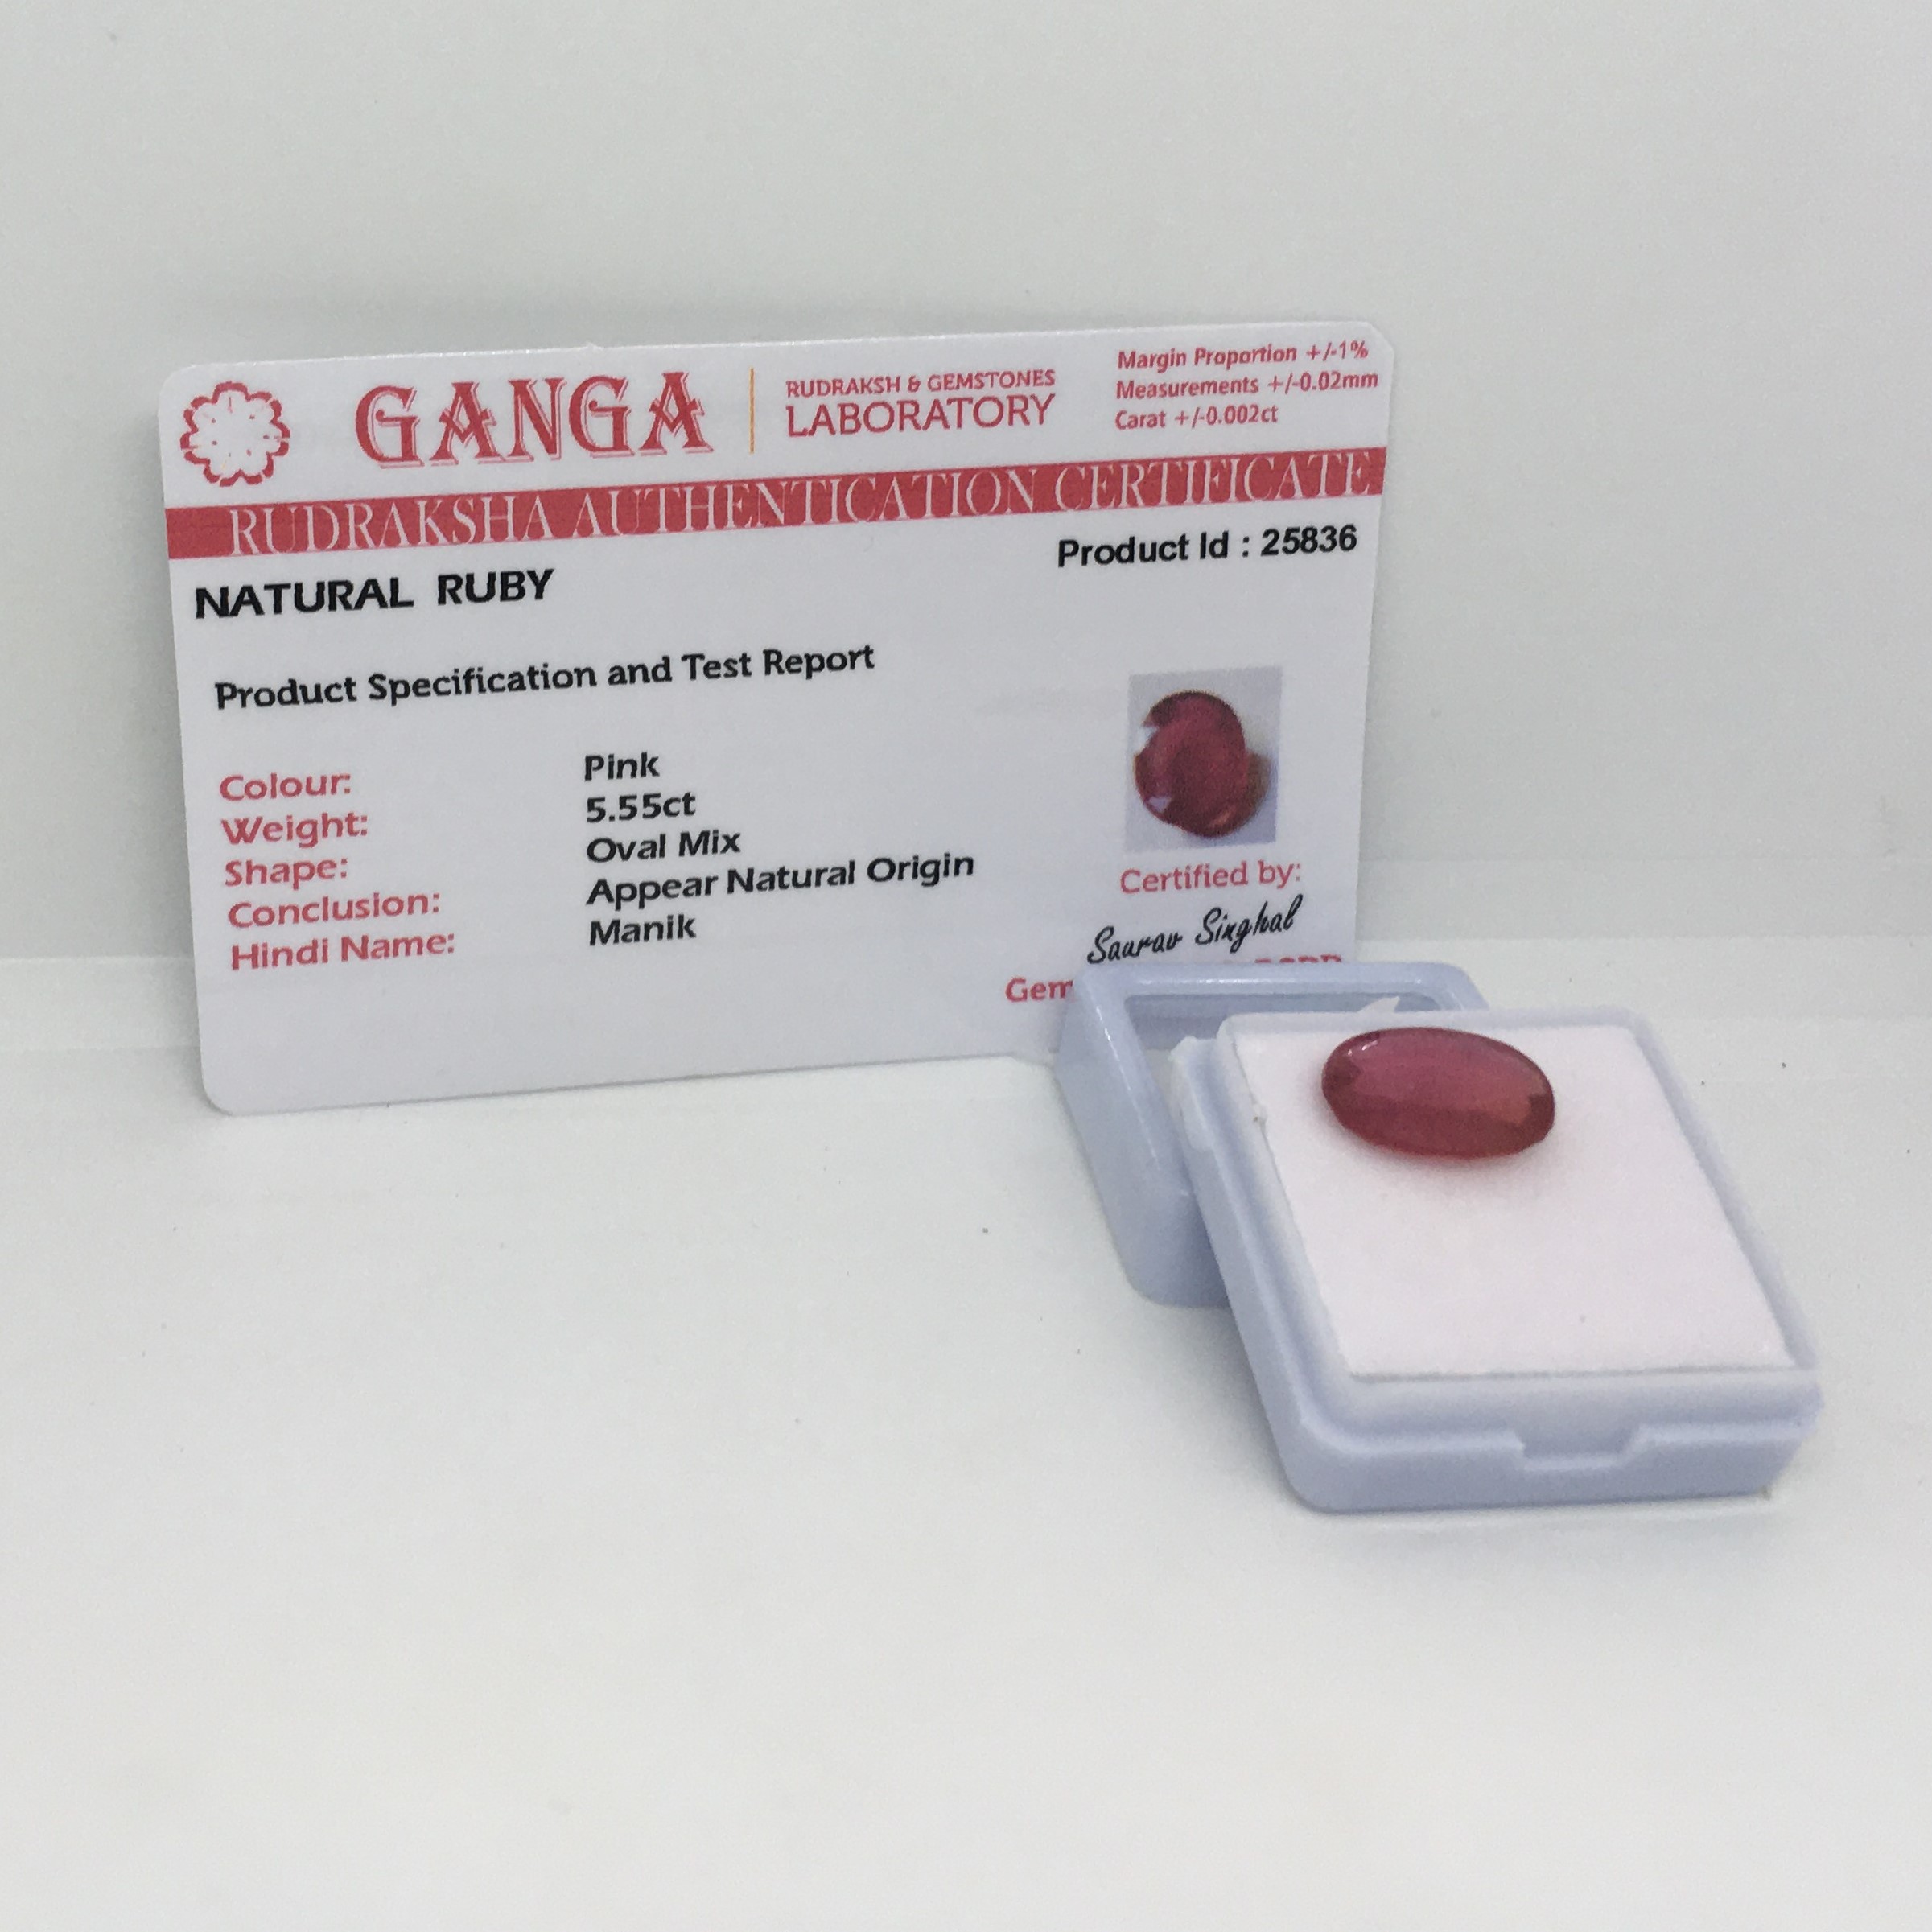 GANGA
RUDRAKSH & GEMSTONES
LABORATORY
Margin Proportion +/-1%
Measurements +/-0.02mm
Carat +/-0.002ct
RUDRAKSHA AUTHENTICATION CERTIFICATE
Product Id : 25836
NATURAL RUBY
Product Specification and Test Report
Colour: Pink
Weight: 5.55ct
Shape: Oval Mix
Conclusion: Appear Natural Origin
Hindi Name: Manik
Certified by:
Saurav Singhal
Gem